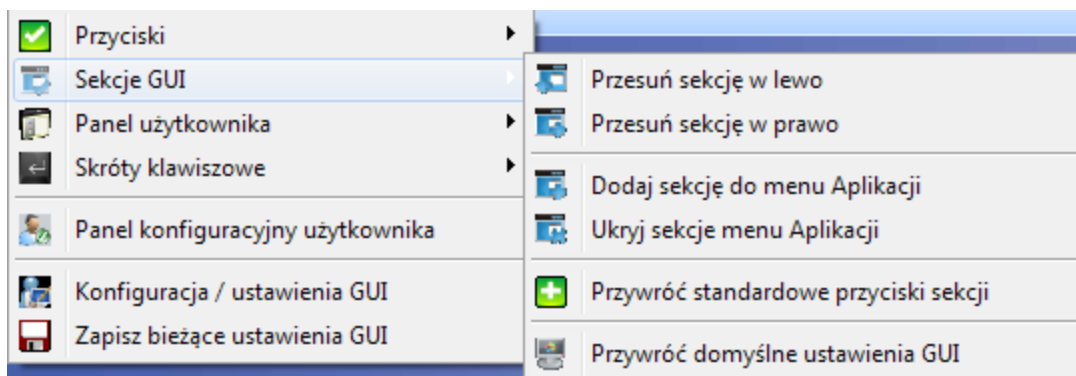 Przyciski
Sekcje GUI
Panel użytkownika
Skróty klawiszowe
Panel konfiguracyjny użytkownika
Konfiguracja / ustawienia GUI
Zapisz bieżące ustawienia GUI
Przesuń sekcję w lewo
Przesuń sekcję w prawo
Dodaj sekcję do menu Aplikacji
Ukryj sekcje menu Aplikacji
Przywróć standardowe przyciski sekcji
Przywróć domyślne ustawienia GUI